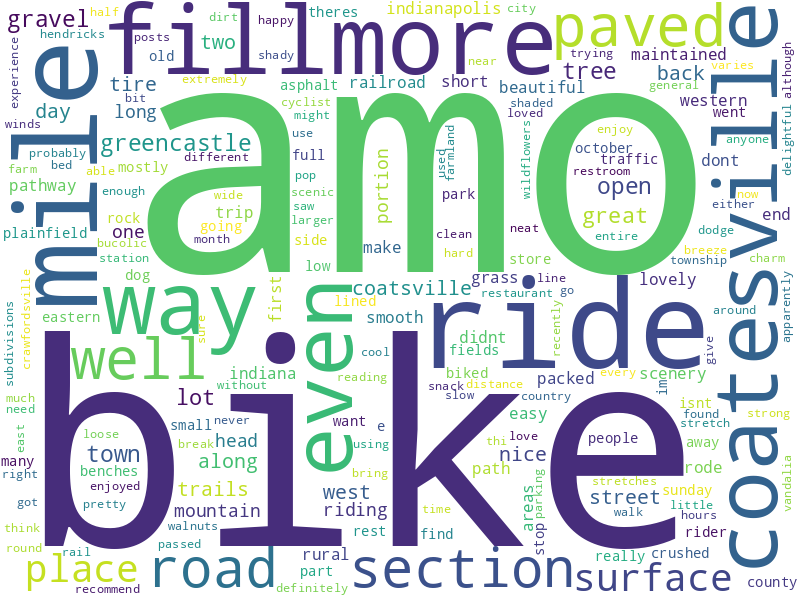 gravel
half
dirt
happy
theres
indianapolis
city
hendricks
posts
old
two
shady
fillmore
near
trying
paved
maintained
although
experience
mile
tire
long
extremely
asphalt
railroad
short
beautiful
tree
back
varies
general
western
day
bit
cyclist
might
shaded
loved
went
coatesville
winds
greencastle
amo
use
used
farmland
wildflowers
enjoy
october
traffic
dont
anyone
delightful
probably
bed
different
full
restroom
farm
able
mostly
pop
portion
open
either
now
pathway
enough
wide
scenic
park
great
end
rock
trip
going
saw
larger
clean
neat
entire
dodge
breeze
plainfield
one
bucolic
month
side
make
hard
store
township
charm
station
dog
low
grass
line
go
lovely
crawfordsville
way
first
even
lined
coatsville
restaurant
around
apparently
subdivisions
eastern
sure
smooth
ride
recently
give
well
cool
didnt
fields
scenery
indiana
reading
biked
every
isnt
without
snack
distance
packed
im
found
strong
much
need
lot
slow
country
easy
stretch
bike
small
never
want
e
love
people
away
east
loose
town
break
head
using
thi
nice
many
benches
along
path
rode
right
enjoyed
trails
west
bring
areas
parking
stretches
sunday
little
vandalia
got
pretty
mountain
riding
time
street
hours
walnuts
rest
find
stop
walk
rider
think
passed
rural
really
crushed
round
rail
place
road
part
section
surface
county
recommend
definitely